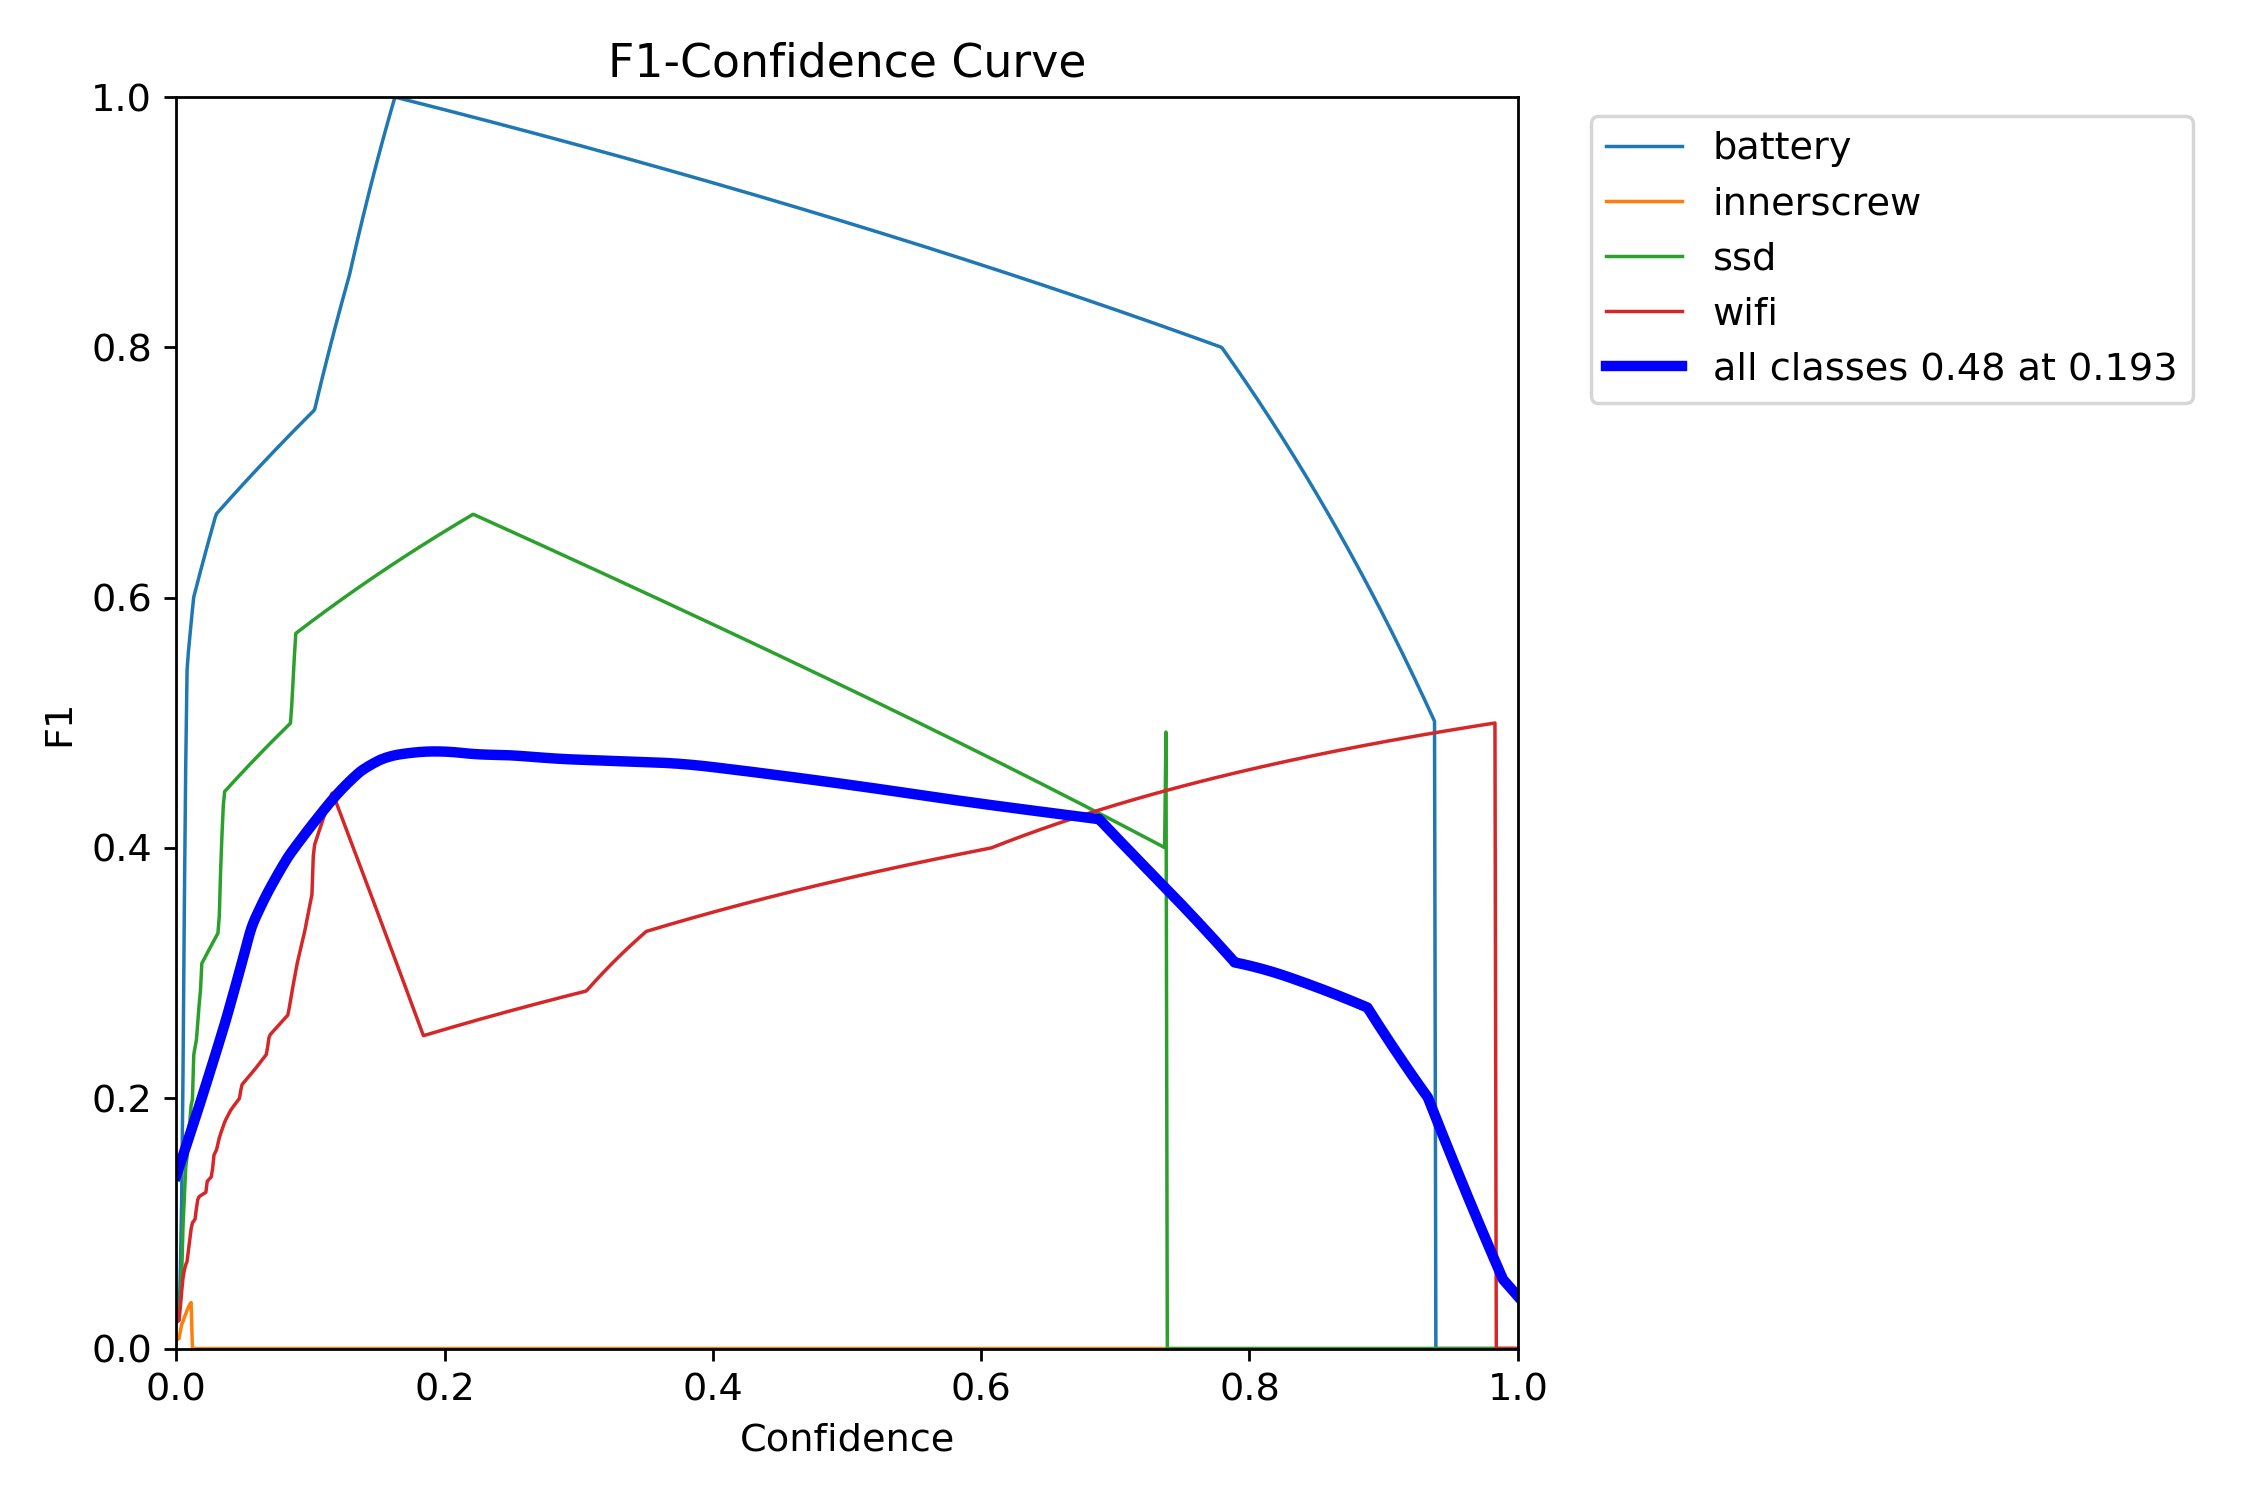 F1-Confidence Curve
1.0
0.8
0.6
0.4
0.2
0.0
F1
0.0 0.2 0.4 0.6 0.8 1.0
Confidence
battery
innerscrew
ssd
wifi
all classes 0.48 at 0.193